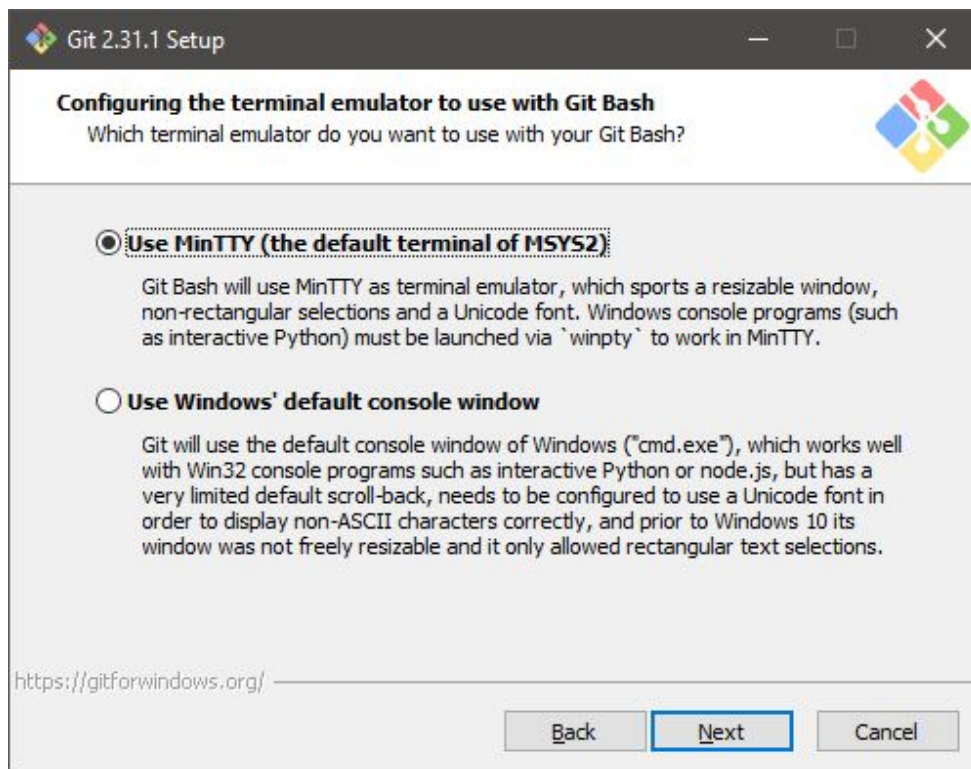 Git 2.31.1 Setup
Configuring the terminal emulator to use with Git Bash
Which terminal emulator do you want to use with your Git Bash?
Use MinTTY (the default terminal of MSYS2)
Git Bash will use MinTTY as terminal emulator, which sports a resizable window,
non-rectangular selections and a Unicode font. Windows console programs (such
as interactive Python) must be launched via `winpty` to work in MinTTY.
Use Windows' default console window
Git will use the default console window of Windows ("cmd.exe"), which works well
with Win32 console programs such as interactive Python or node.js, but has a
very limited default scroll-back, needs to be configured to use a Unicode font in
order to display non-ASCII characters correctly, and prior to Windows 10 its
window was not freely resizable and it only allowed rectangular text selections.
https://gitforwindows.org/
Back Next Cancel